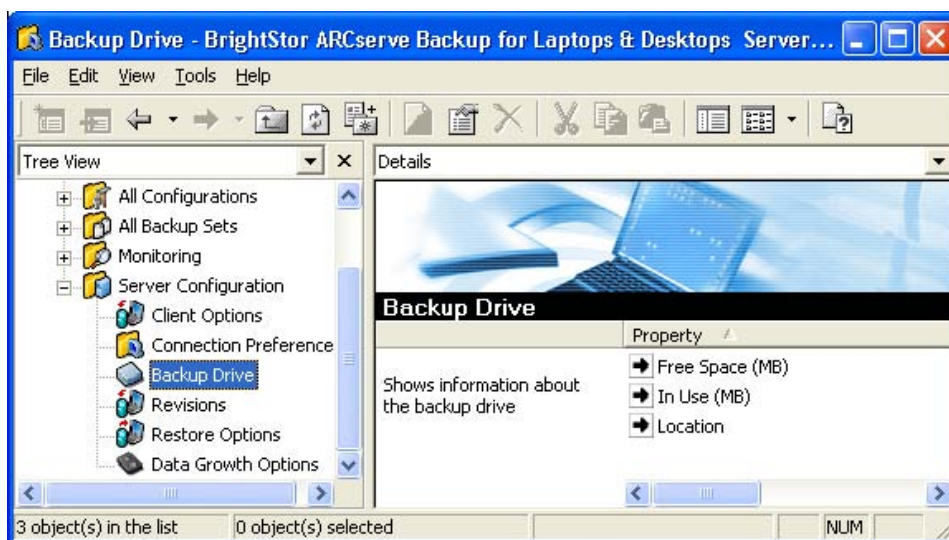 Backup Drive - BrightStor ARCserve Backup for Laptops & Desktops Server...
File Edit View Tools Help
Tree View
Details
All Configurations
All Backup Sets
Monitoring
Server Configuration
Client Options
Connection Preference
Backup Drive
Revisions
Restore Options
Data Growth Options
Backup Drive
Property
Shows information about
the backup drive
Free Space (MB)
In Use (MB)
Location
3 object(s) in the list
0 object(s) selected
NUM